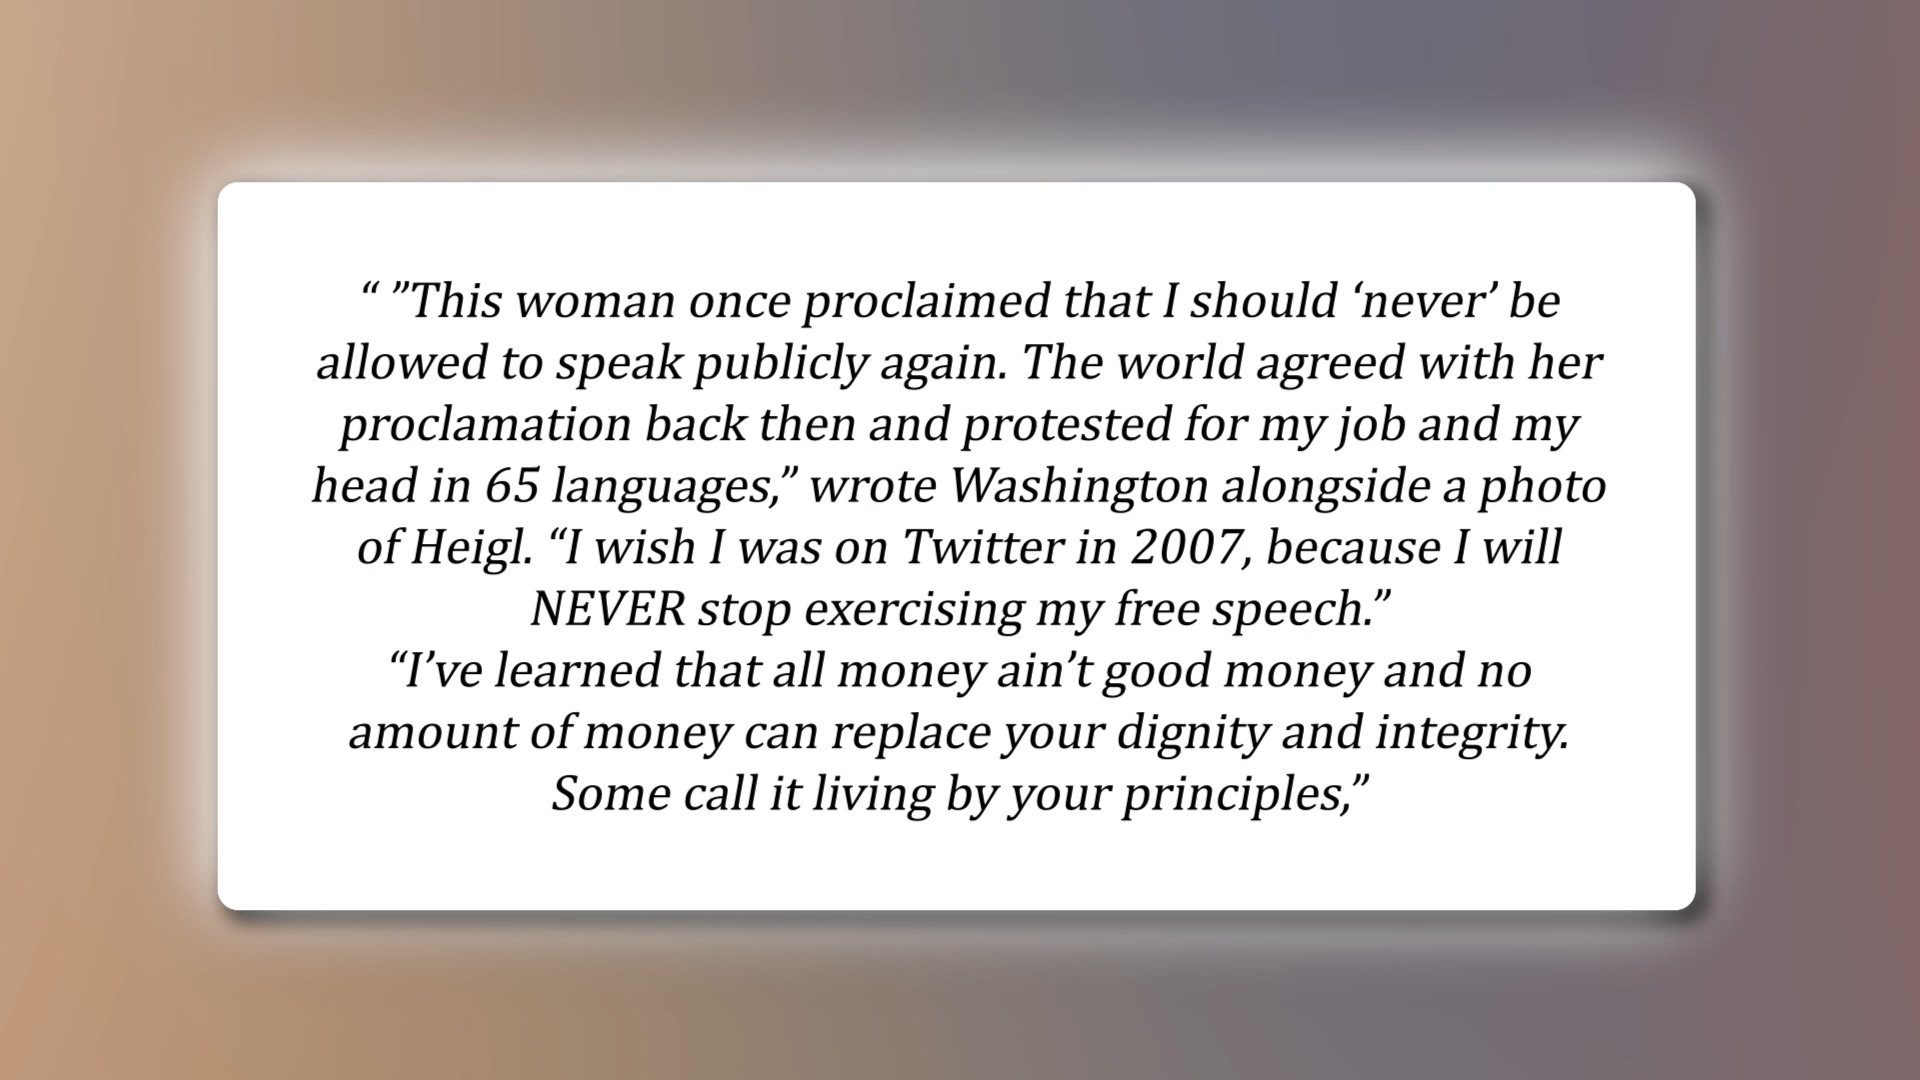 “ ”This woman once proclaimed that I should ‘never’ be
allowed to speak publicly again. The world agreed with her
proclamation back then and protested for my job and my
head in 65 languages,” wrote Washington alongside a photo
of Heigl. “I wish I was on Twitter in 2007, because I will
NEVER stop exercising my free speech.”
“I’ve learned that all money ain’t good money and no
amount of money can replace your dignity and integrity.
Some call it living by your principles,”